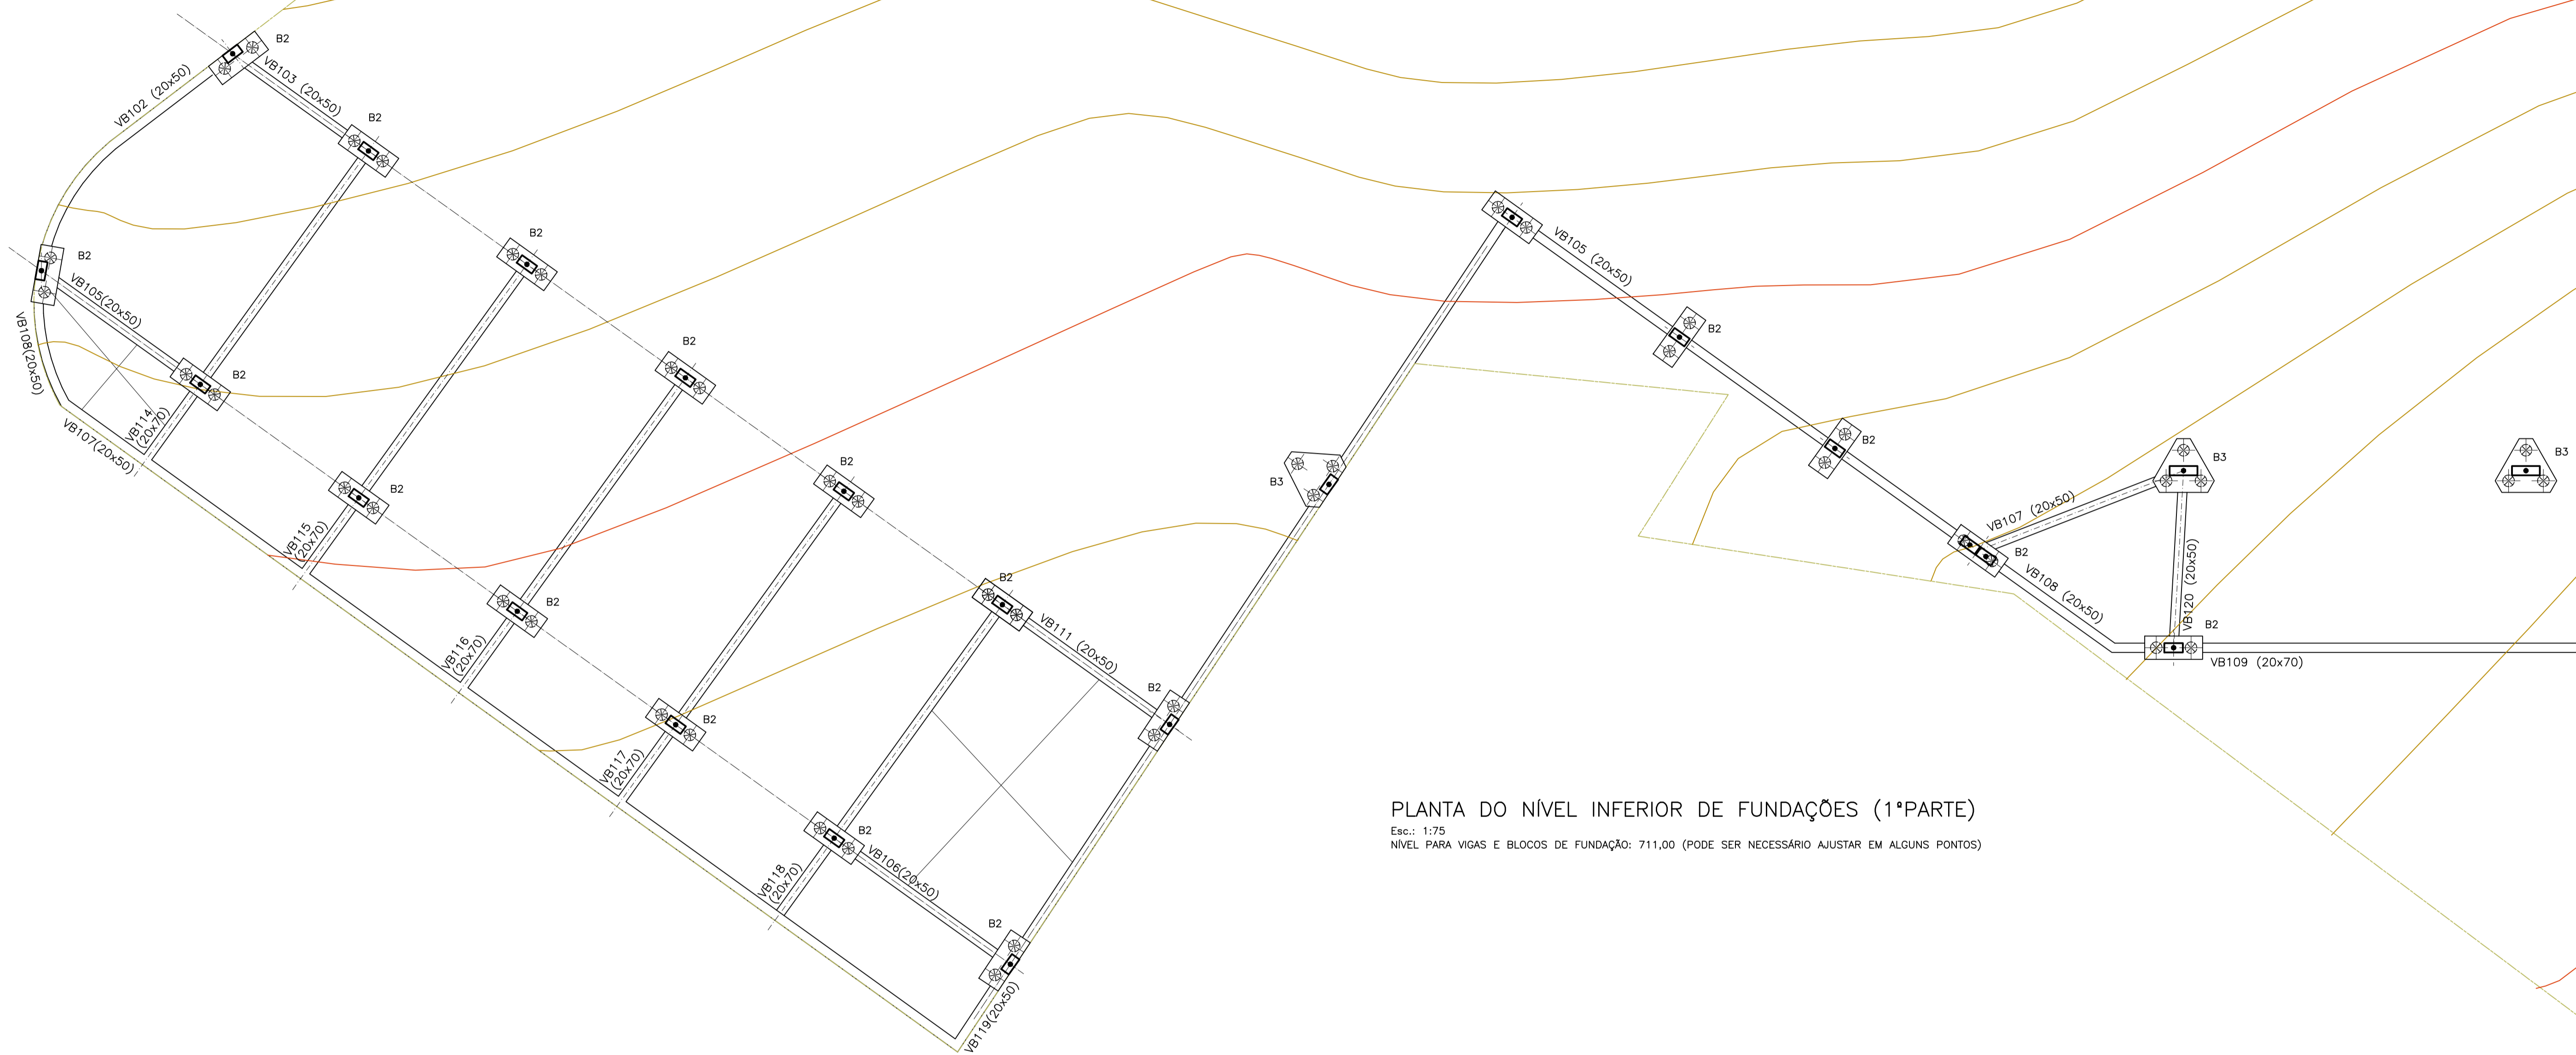 B2
VB102 (20x50)
VB103 (20x50)
B2
B2
B2
VB105(20x50)
VB108(20x50)
B2
VB107(20x50)
VB114
(20x70)
B2
B2
VB115
(20x70)
B2
VB116
(20x70)
B2
B2
VB117
(20x70)
B2
VB111 (20x50)
B2
B2
VB106(20x50)
VB118
(20x70)
B2
VB119(20x50)
B3
VB105 (20x50)
B2
B2
VB107 (20x50)
B2
VB108 (20x50)
B3
VB120 (20x50)
B2
VB109 (20x70)
B3
PLANTA DO NÍVEL INFERIOR DE FUNDAÇÕES (1ªPARTE)
Esc.: 1:75
NÍVEL PARA VIGAS E BLOCOS DE FUNDAÇÃO: 711,00 (PODE SER NECESSÁRIO AJUSTAR EM ALGUNS PONTOS)